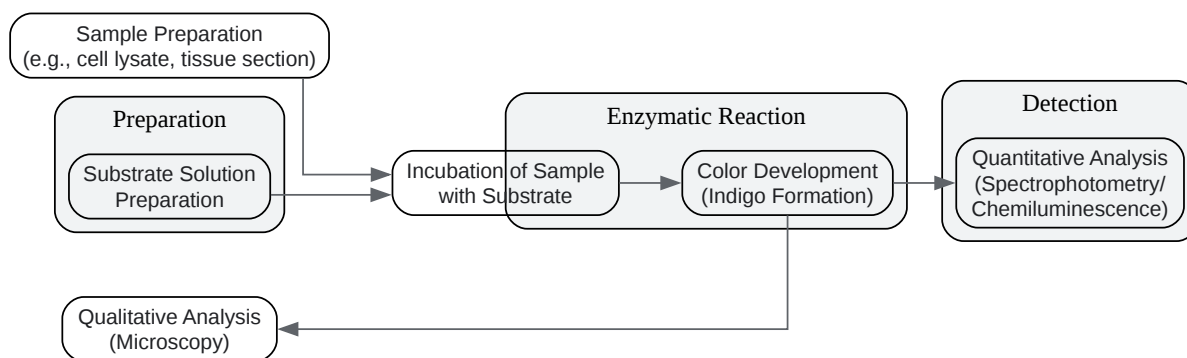 Sample Preparation
(e.g., cell lysate, tissue section)
Preparation
Substrate Solution
Preparation
Enzymatic Reaction
Incubation of Sample
with Substrate
Color Development
(Indigo Formation)
Detection
Quantitative Analysis
(Spectrophotometry/
Chemiluminescence)
Qualitative Analysis
(Microscopy)